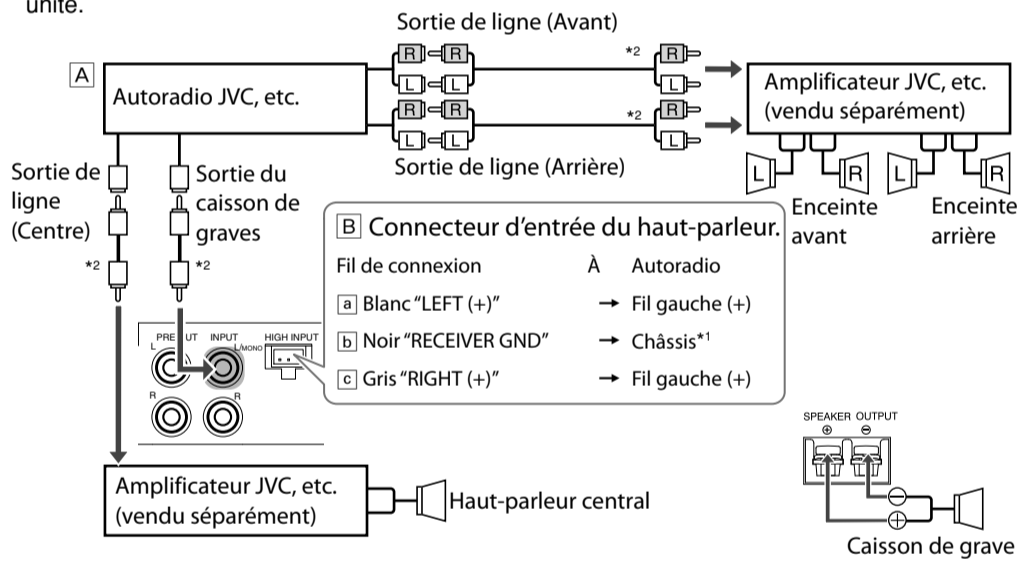 unité.
Sortie de ligne (Avant)
A
Autoradio JVC, etc.
R R *2 R
L L L
R R *2 R
L L L
Sortie de ligne (Arrière)
Amplificateur JVC, etc.
(vendu séparément)
L R L R
Enceinte
avant
Enceinte
arrière
Sortie de
ligne
(Centre)
*2
Sortie du
caisson de
graves
*2
B Connecteur d’entrée du haut-parleur.
Fil de connexion À Autoradio
a Blanc “LEFT (+)” → Fil gauche (+)
b Noir “RECEIVER GND” → Châssis*1
c Gris “RIGHT (+)” → Fil gauche (+)
INPUT HIGH INPUT
L L/MONO
R R
Amplificateur JVC, etc.
(vendu séparément)
Haut-parleur central
SPEAKER OUTPUT
⊕ ⊖
⊖
⊕
Caisson de grave